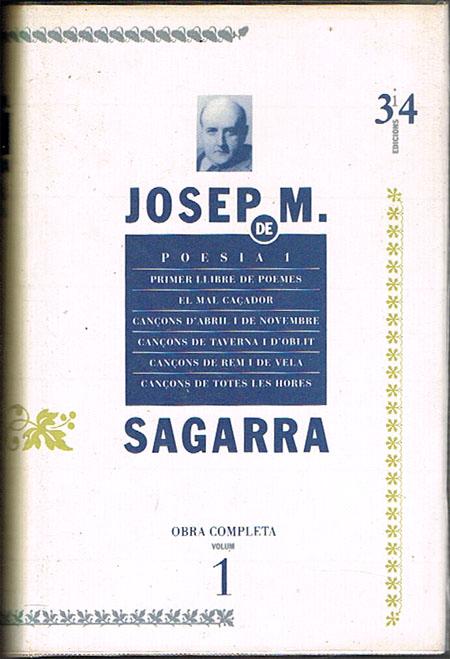 3i4
EDICIONS
JOSEP M.
DE
POESIA 1
PRIMER LLIBRE DE POEMES
EL MAL CAÇADOR
CANÇONS D'ABRIL I DE NOVEMBRE
CANÇONS DE TAVERNA I D'OBLIT
CANÇONS DE REM I DE VELA
CANÇONS DE TOTES LES HORES
SAGARRA
OBRA COMPLETA
VOLUM
1